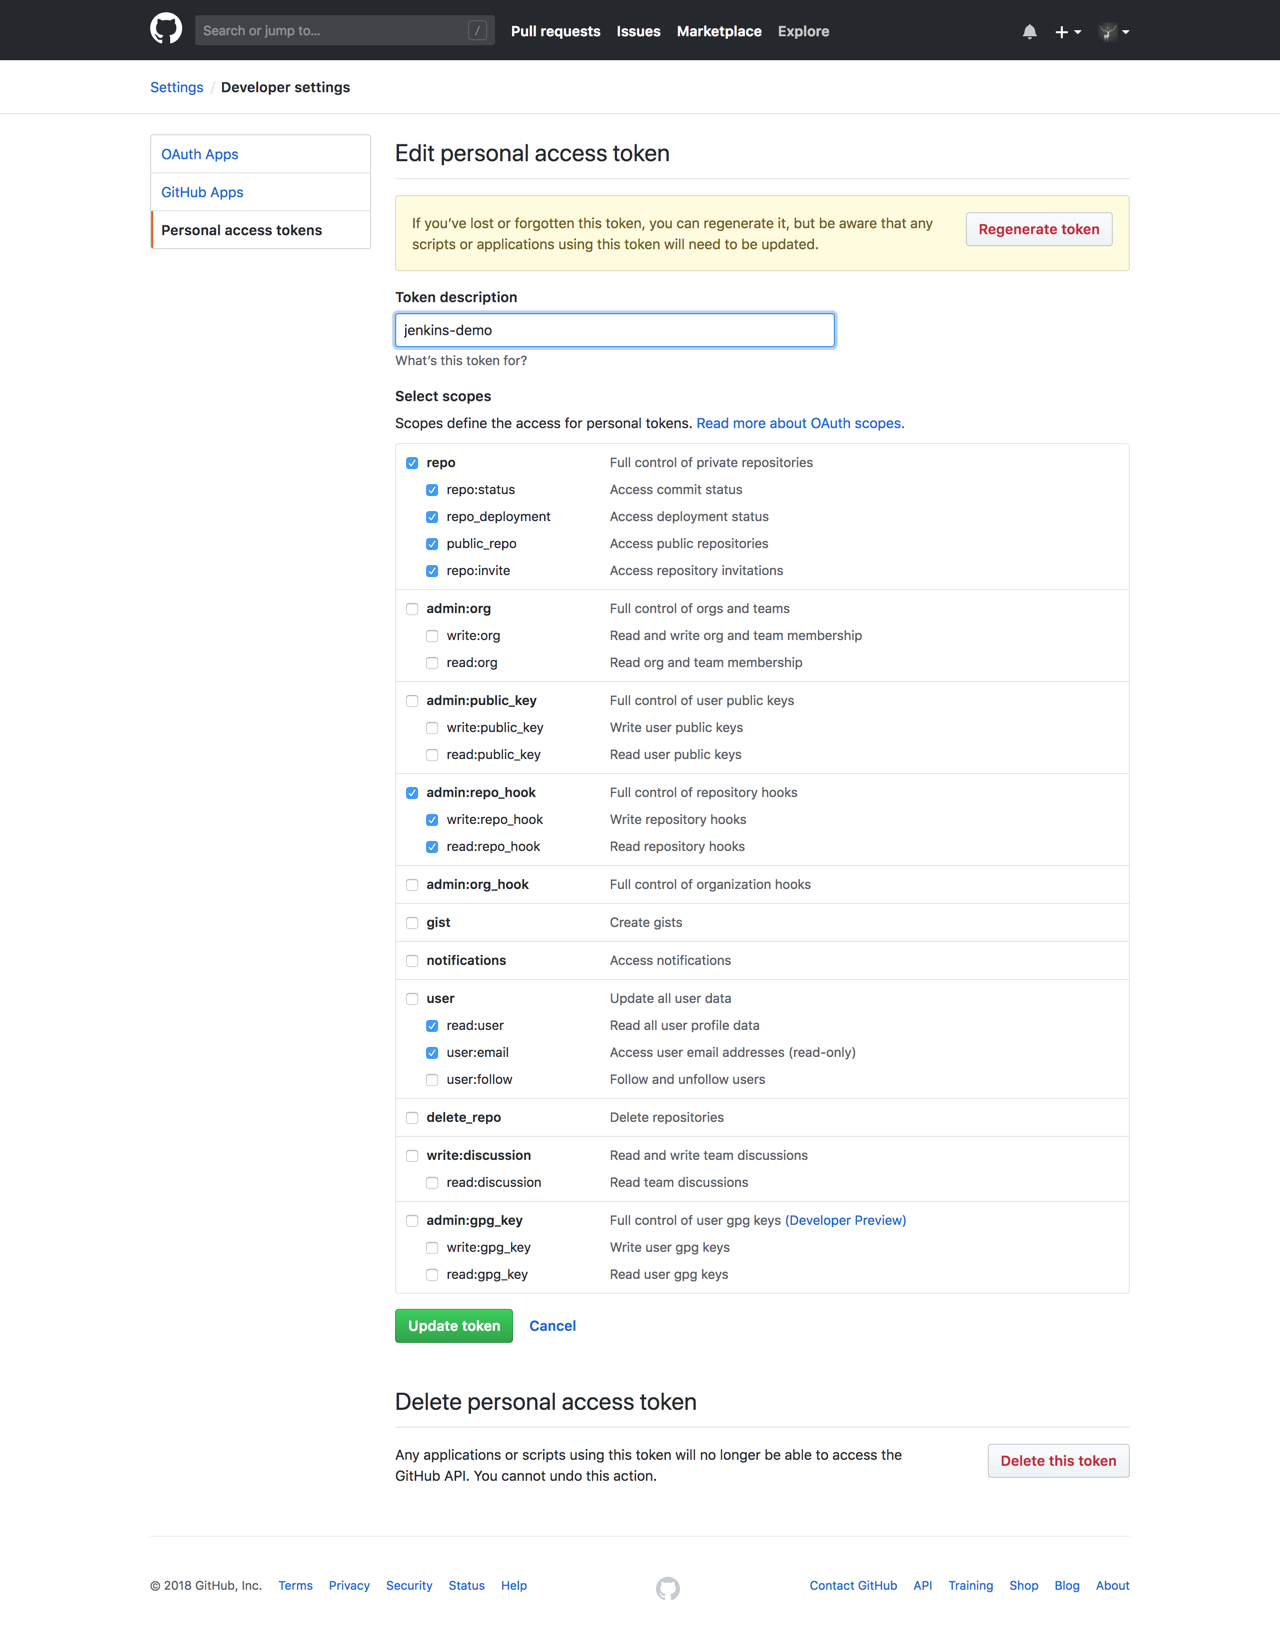 Search or jump to... / Pull requests Issues Marketplace Explore
Settings / Developer settings
OAuth Apps
GitHub Apps
Personal access tokens
Edit personal access token
If you’ve lost or forgotten this token, you can regenerate it, but be aware that any
scripts or applications using this token will need to be updated.
Regenerate token
Token description
jenkins-demo
What’s this token for?
Select scopes
Scopes define the access for personal tokens. Read more about OAuth scopes.
repo Full control of private repositories
repo:status Access commit status
repo_deployment Access deployment status
public_repo Access public repositories
repo:invite Access repository invitations
admin:org Full control of orgs and teams
write:org Read and write org and team membership
read:org Read org and team membership
admin:public_key Full control of user public keys
write:public_key Write user public keys
read:public_key Read user public keys
admin:repo_hook Full control of repository hooks
write:repo_hook Write repository hooks
read:repo_hook Read repository hooks
admin:org_hook Full control of organization hooks
gist Create gists
notifications Access notifications
user Update all user data
read:user Read all user profile data
user:email Access user email addresses (read-only)
user:follow Follow and unfollow users
delete_repo Delete repositories
write:discussion Read and write team discussions
read:discussion Read team discussions
admin:gpg_key Full control of user gpg keys (Developer Preview)
write:gpg_key Write user gpg keys
read:gpg_key Read user gpg keys
Update token Cancel
Delete personal access token
Any applications or scripts using this token will no longer be able to access the
GitHub API. You cannot undo this action.
Delete this token
© 2018 GitHub, Inc. Terms Privacy Security Status Help Contact GitHub API Training Shop Blog About